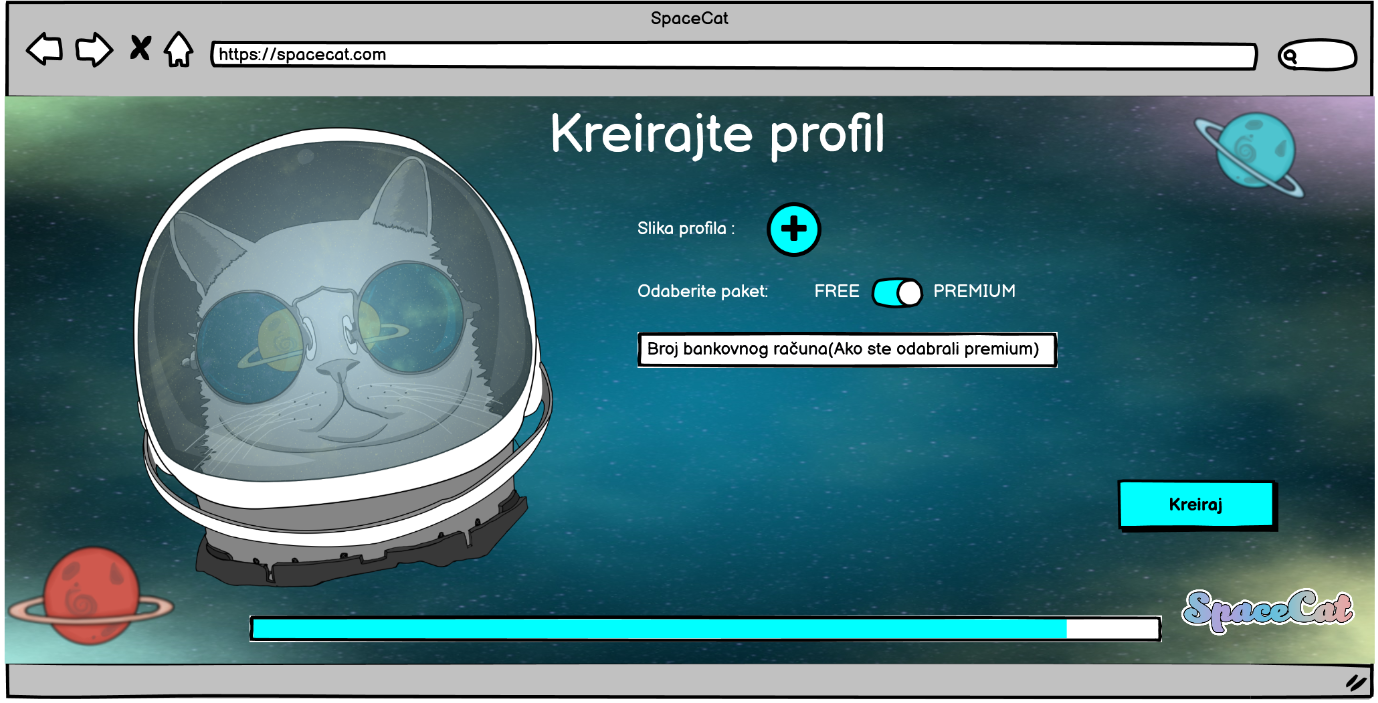 SpaceCat
https://spacecat.com
Kreirajte profil
Slika profila :
Odaberite paket: FREE PREMIUM
Broj bankovnog računa(Ako ste odabrali premium)
Kreiraj
SpaceCat